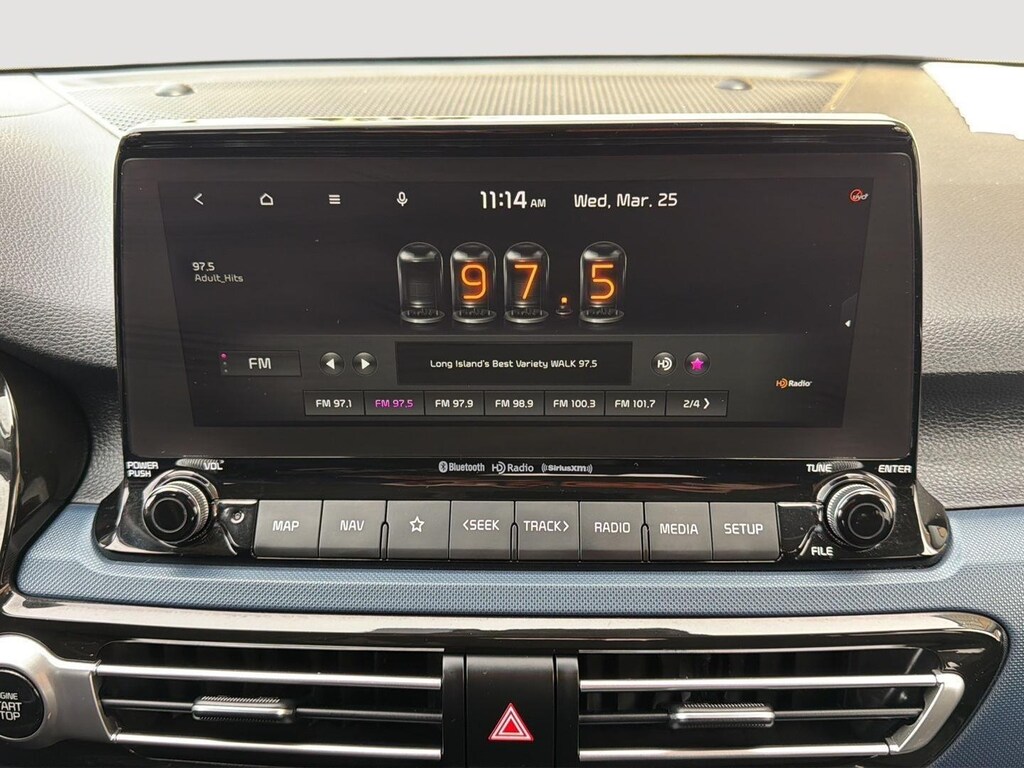 11:14 AM Wed, Mar. 25
97.5
Adult_Hits
97.5
FM
Long Island's Best Variety WALK 97.5
HD
HD Radio
FM 97.1 FM 97.5 FM 97.9 FM 98.9 FM 100.3 FM 101.7 2/4 >
POWER PUSH
VOL
Bluetooth HD Radio ((SiriusXM))
TUNE
ENTER
MAP NAV ☆ <SEEK TRACK> RADIO MEDIA SETUP
FILE
START
STOP